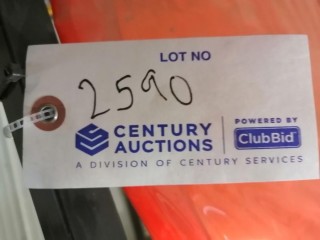 LOT NO
2590
CENTURY
AUCTIONS
POWERED BY
ClubBid
A DIVISION OF CENTURY SERVICES